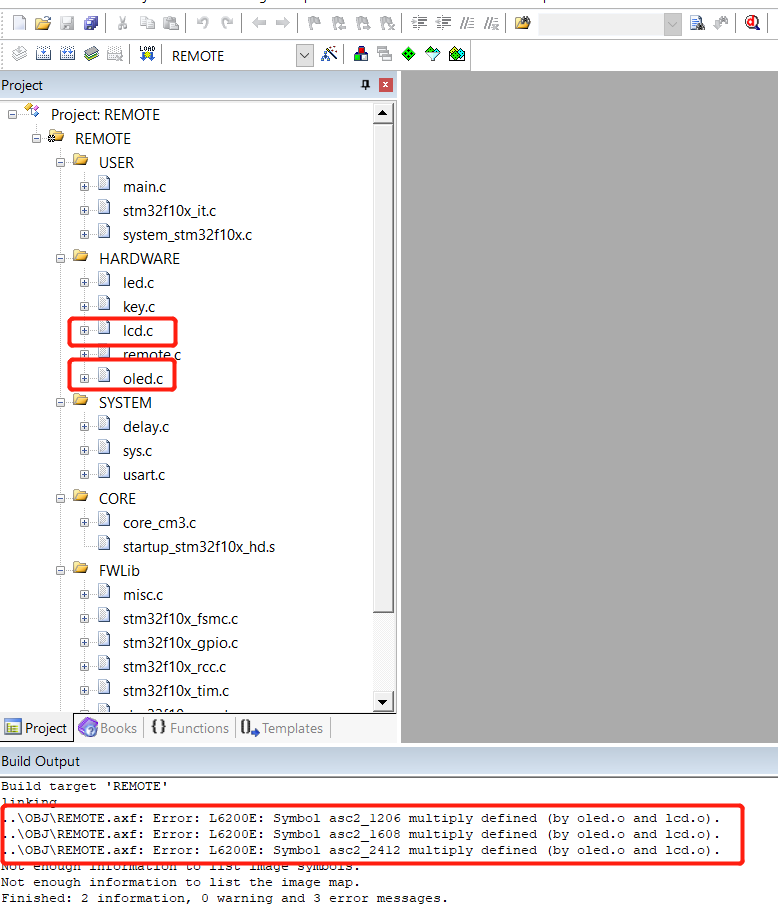 REMOTE
Project
Project: REMOTE
REMOTE
USER
main.c
stm32f10x_it.c
system_stm32f10x.c
HARDWARE
led.c
key.c
lcd.c
remote.c
oled.c
SYSTEM
delay.c
sys.c
usart.c
CORE
core_cm3.c
startup_stm32f10x_hd.s
FWLib
misc.c
stm32f10x_fsmc.c
stm32f10x_gpio.c
stm32f10x_rcc.c
stm32f10x_tim.c
Project Books {} Functions 0 Templates
Build Output
Build target 'REMOTE'
linking
..\OBJ\REMOTE.axf: Error: L6200E: Symbol asc2_1206 multiply defined (by oled.o and lcd.o).
..\OBJ\REMOTE.axf: Error: L6200E: Symbol asc2_1608 multiply defined (by oled.o and lcd.o).
..\OBJ\REMOTE.axf: Error: L6200E: Symbol asc2_2412 multiply defined (by oled.o and lcd.o).
Not enough information to list image symbols.
Not enough information to list the image map.
Finished: 2 information, 0 warning and 3 error messages.